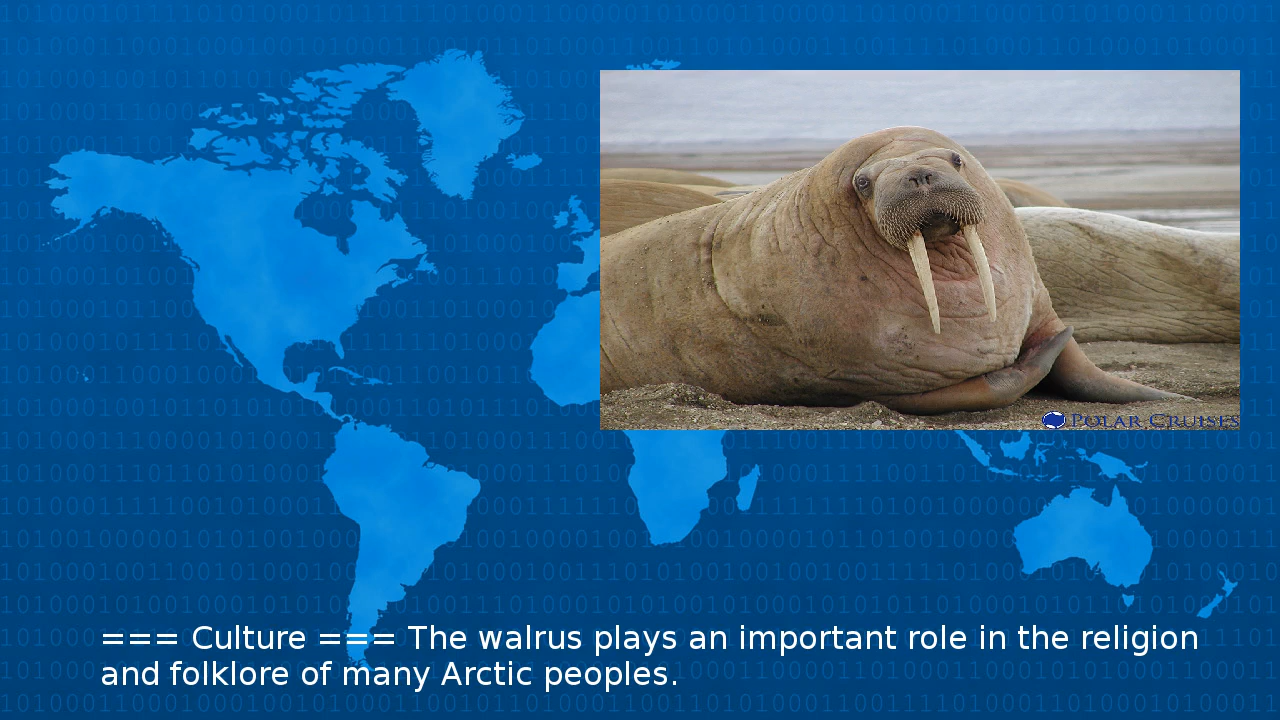 POLAR CRUISES
=== Culture === The walrus plays an important role in the religion
and folklore of many Arctic peoples.